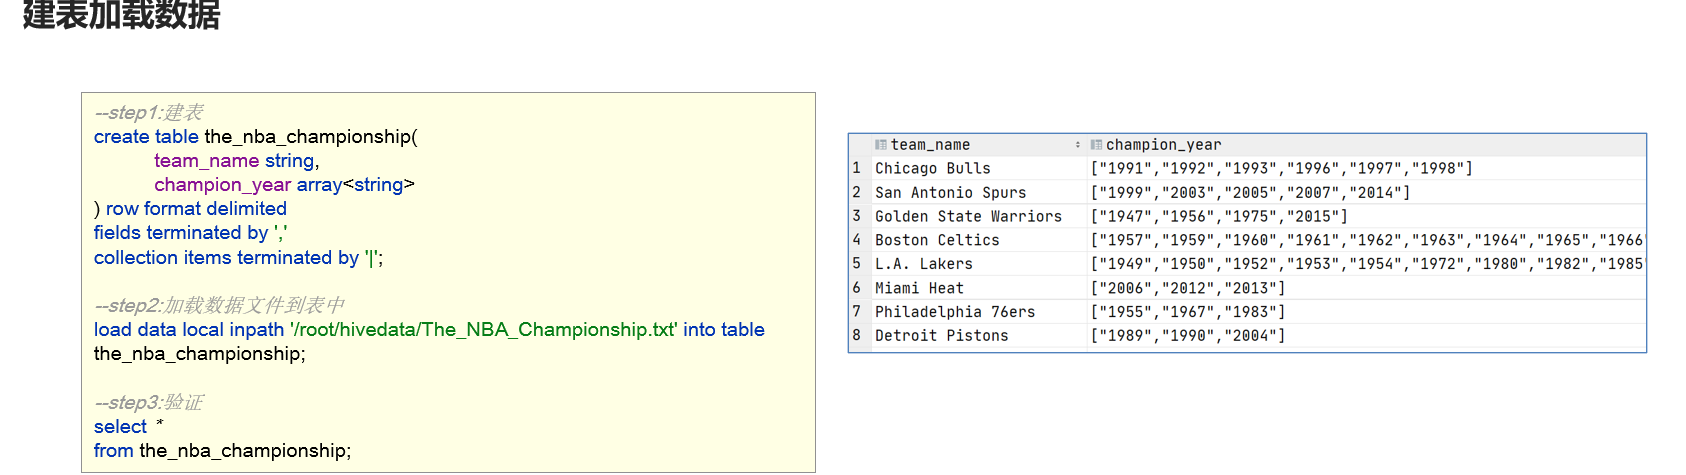 建表加载数据
--step1:建表
create table the_nba_championship(
team_name string,
champion_year array<string>
) row format delimited
fields terminated by ','
collection items terminated by '|';
--step2:加载数据文件到表中
load data local inpath '/root/hivedata/The_NBA_Championship.txt' into table
the_nba_championship;
--step3:验证
select *
from the_nba_championship;
team_name champion_year
1 Chicago Bulls ["1991","1992","1993","1996","1997","1998"]
2 San Antonio Spurs ["1999","2003","2005","2007","2014"]
3 Golden State Warriors ["1947","1956","1975","2015"]
4 Boston Celtics ["1957","1959","1960","1961","1962","1963","1964","1965","1966"
5 L.A. Lakers ["1949","1950","1952","1953","1954","1972","1980","1982","1985"
6 Miami Heat ["2006","2012","2013"]
7 Philadelphia 76ers ["1955","1967","1983"]
8 Detroit Pistons ["1989","1990","2004"]